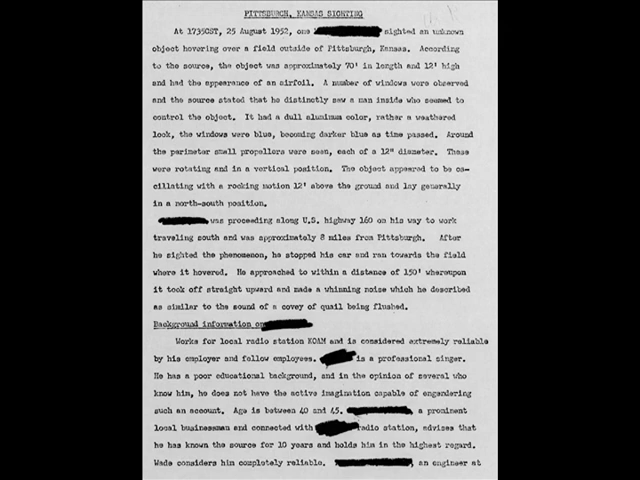 PITTSBURGH, KANSAS SIGHTING
At 1735CST, 25 August 1952, one sighted an unknown
object hovering over a field outside of Pittsburgh, Kansas. According
to the source, the object was approximately 70' in length and 12' high
and had the appearance of an airfoil. A number of windows were observed
and the source stated that he distinctly saw a man inside who seemed to
control the object. It had a dull aluminum color, rather a weathered
look, the windows were blue, becoming darker blue as time passed. Around
the perimeter small propellers were seen, each of a 12" diameter. These
were rotating and in a vertical position. The object appeared to be os-
cillating with a rocking motion 12' above the ground and lay generally
in a north-south position.
was proceeding along U.S. highway 160 on his way to work
traveling south and was approximately 8 miles from Pittsburgh. After
he sighted the phenomenon, he stopped his car and ran towards the field
where it hovered. He approached to within a distance of 150' whereupon
it took off straight upward and made a whinning noise which he described
as similar to the sound of a covey of quail being flushed.
Background information on
Works for local radio station KOAM and is considered extremely reliable
by his employer and fellow employees. is a professional singer.
He has a poor educational background, and in the opinion of several who
know him, he does not have the active imagination capable of engendering
such an account. Age is between 40 and 45. , a prominent
local businessman and connected with radio station, advises that
he has known the source for 10 years and holds him in the highest regard.
Wade considers him completely reliable. , an engineer at